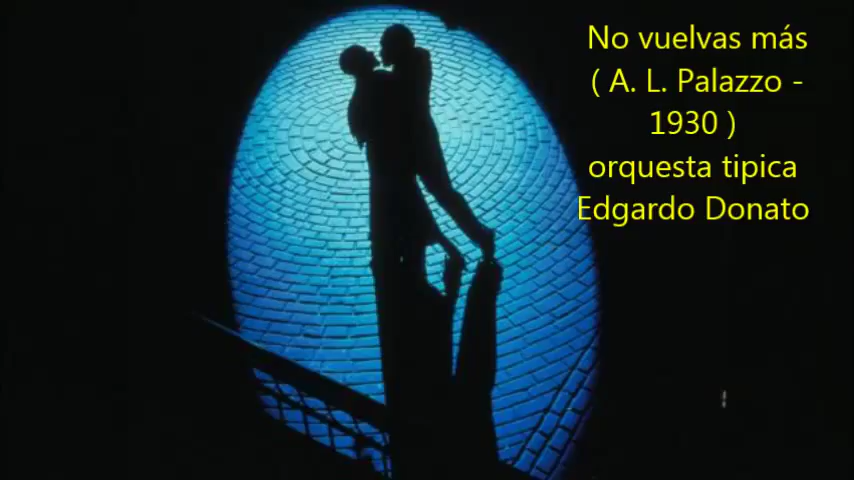 No vuelvas más
( A. L. Palazzo -
1930 )
orquesta tipica
Edgardo Donato